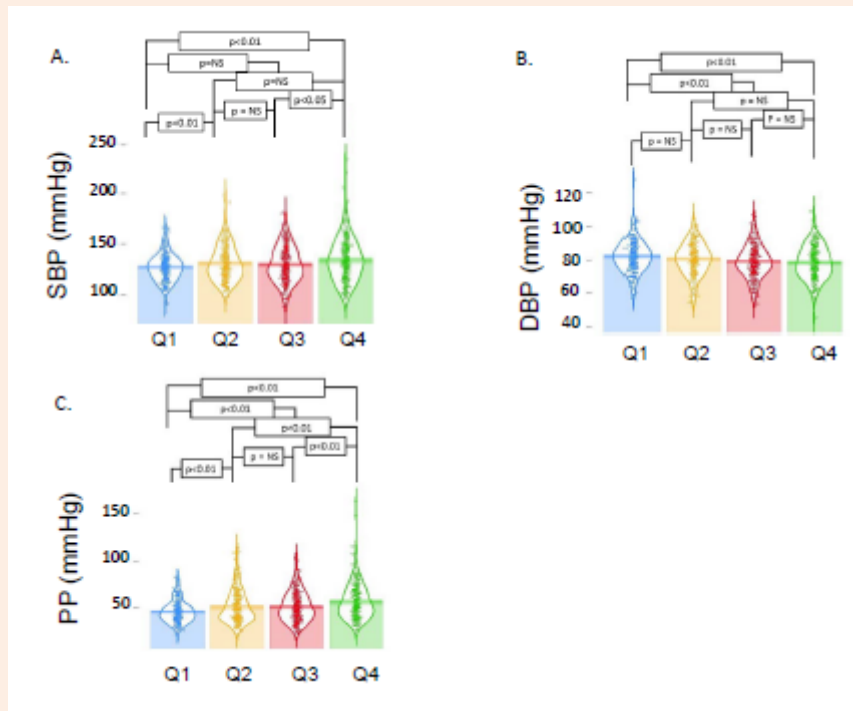 A.
p<0.01
p=NS
p=NS
p<0.05
p<0.01
p = NS
250
200
150
100
SBP (mmHg)
Q1 Q2 Q3 Q4
B.
p<0.01
p<0.01
p = NS
P = NS
p = NS
p = NS
120
100
80
60
40
DBP (mmHg)
Q1 Q2 Q3 Q4
C.
p<0.01
p<0.01
p<0.01
p<0.01
p = NS
p<0.01
150
100
50
PP (mmHg)
Q1 Q2 Q3 Q4